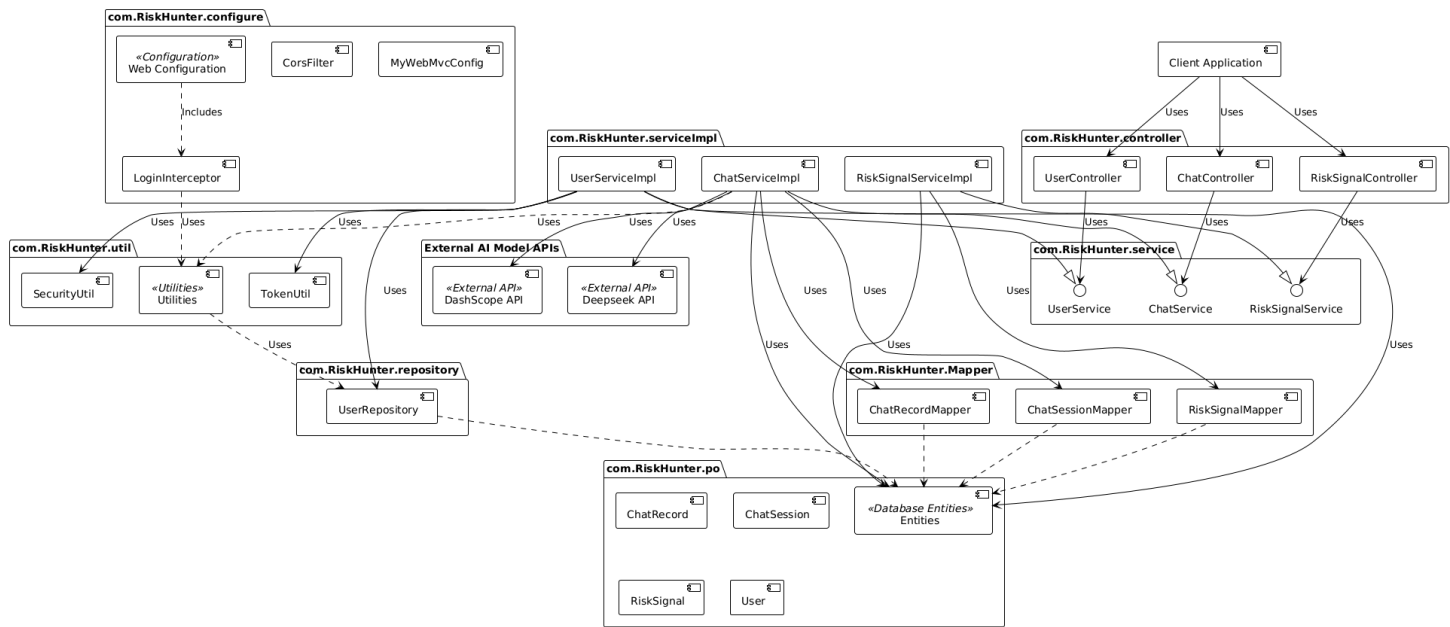 com.RiskHunter.configure
«Configuration»
Web Configuration
CorsFilter
MyWebMvcConfig
Client Application
Includes
Uses
Uses
Uses
com.RiskHunter.serviceImpl
com.RiskHunter.controller
LoginInterceptor
UserServiceImpl
ChatServiceImpl
RiskSignalServiceImpl
UserController
ChatController
RiskSignalController
Uses
Uses
Uses
Uses
Uses
Uses
Uses
Uses
Uses
com.RiskHunter.util
External AI Model APIs
com.RiskHunter.service
SecurityUtil
«Utilities»
Utilities
TokenUtil
«External API»
DashScope API
«External API»
Deepseek API
UserService
ChatService
RiskSignalService
Uses
Uses
Uses
Uses
Uses
Uses
Uses
Uses
com.RiskHunter.repository
com.RiskHunter.Mapper
UserRepository
ChatRecordMapper
ChatSessionMapper
RiskSignalMapper
com.RiskHunter.po
ChatRecord
ChatSession
«Database Entities»
Entities
RiskSignal
User